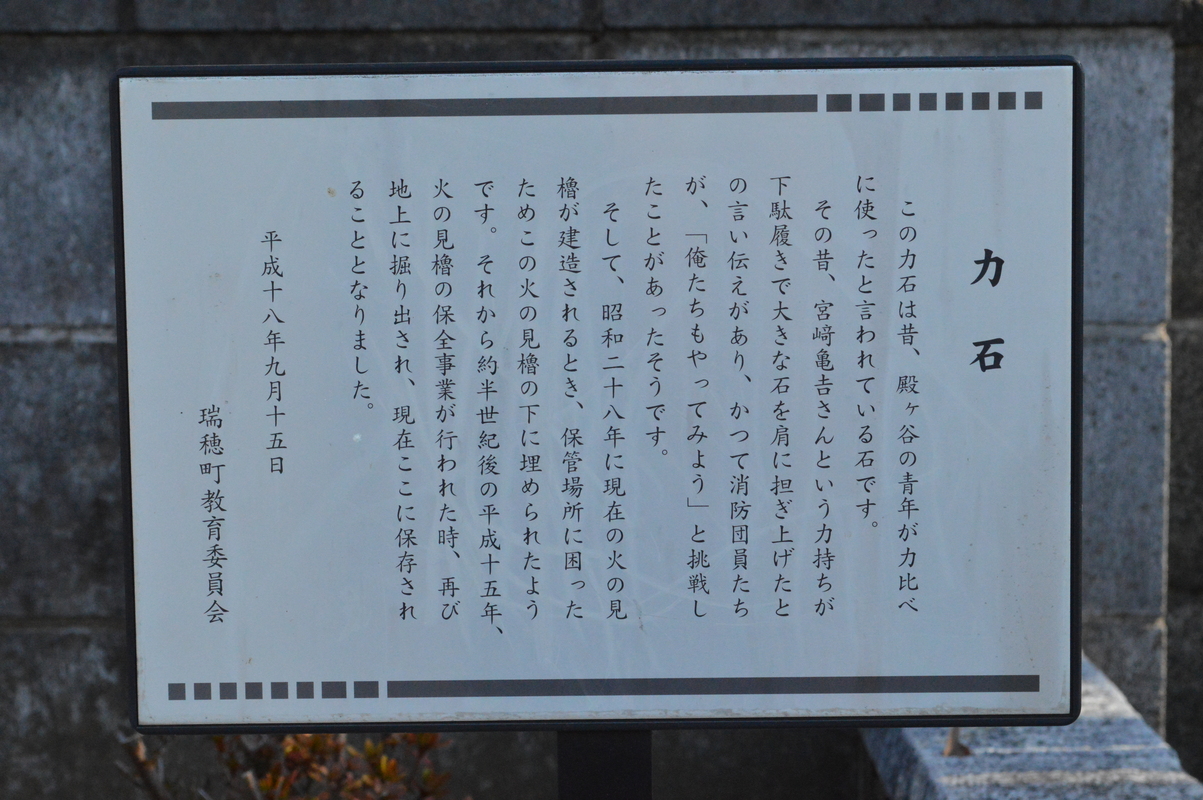 力石
この力石は昔、殿ヶ谷の青年が力比べ
に使ったと言われている石です。
その昔、宮﨑亀吉さんという力持ちが
下駄履きで大きな石を肩に担ぎ上げたと
の言い伝えがあり、かつて消防団員たち
が、「俺たちもやってみよう」と挑戦し
たことがあったそうです。
そして、昭和二十八年に現在の火の見
櫓が建造されるとき、保管場所に困った
ためこの火の見櫓の下に埋められたよう
です。それから約半世紀後の平成十五年、
火の見櫓の保全事業が行われた時、再び
地上に掘り出され、現在ここに保存され
ることとなりました。
平成十八年九月十五日
瑞穂町教育委員会